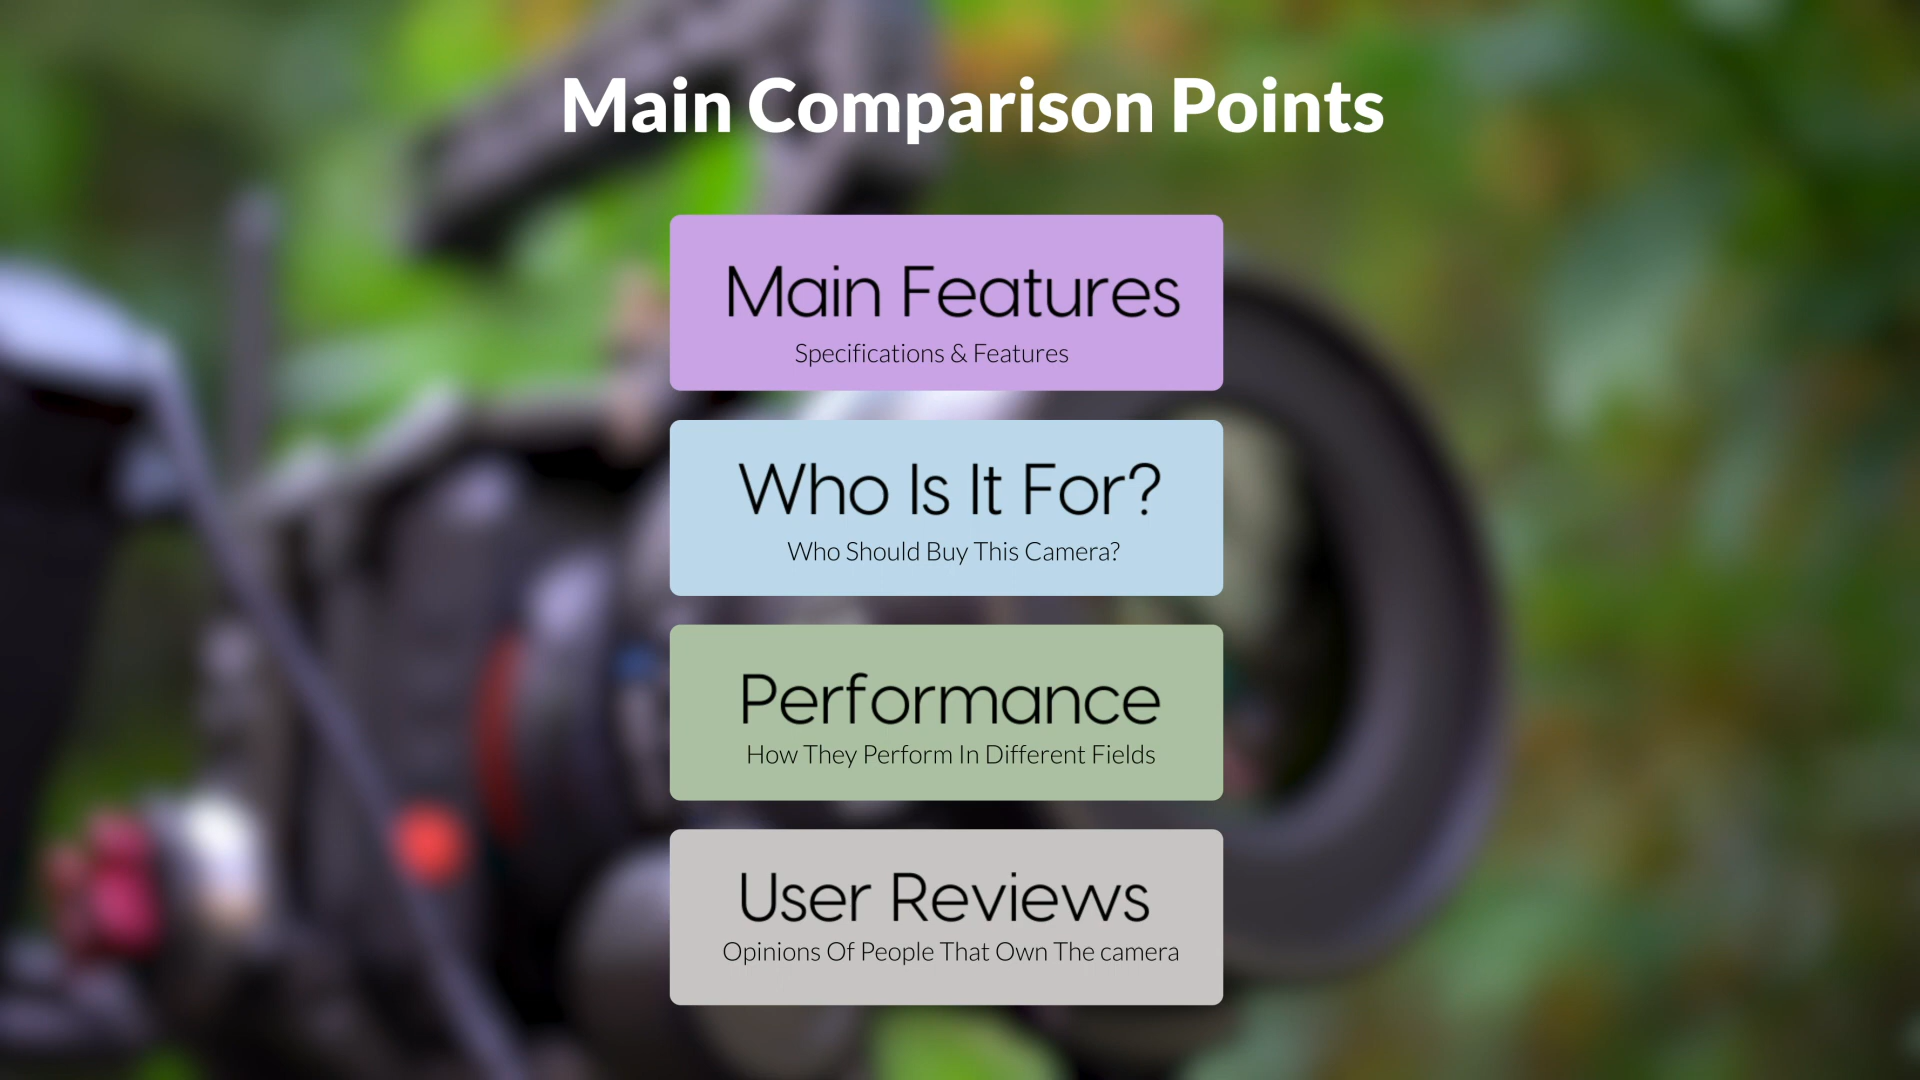 Main Comparison Points
Main Features
Specifications & Features
Who Is It For?
Who Should Buy This Camera?
Performance
How They Perform In Different Fields
User Reviews
Opinions Of People That Own The camera